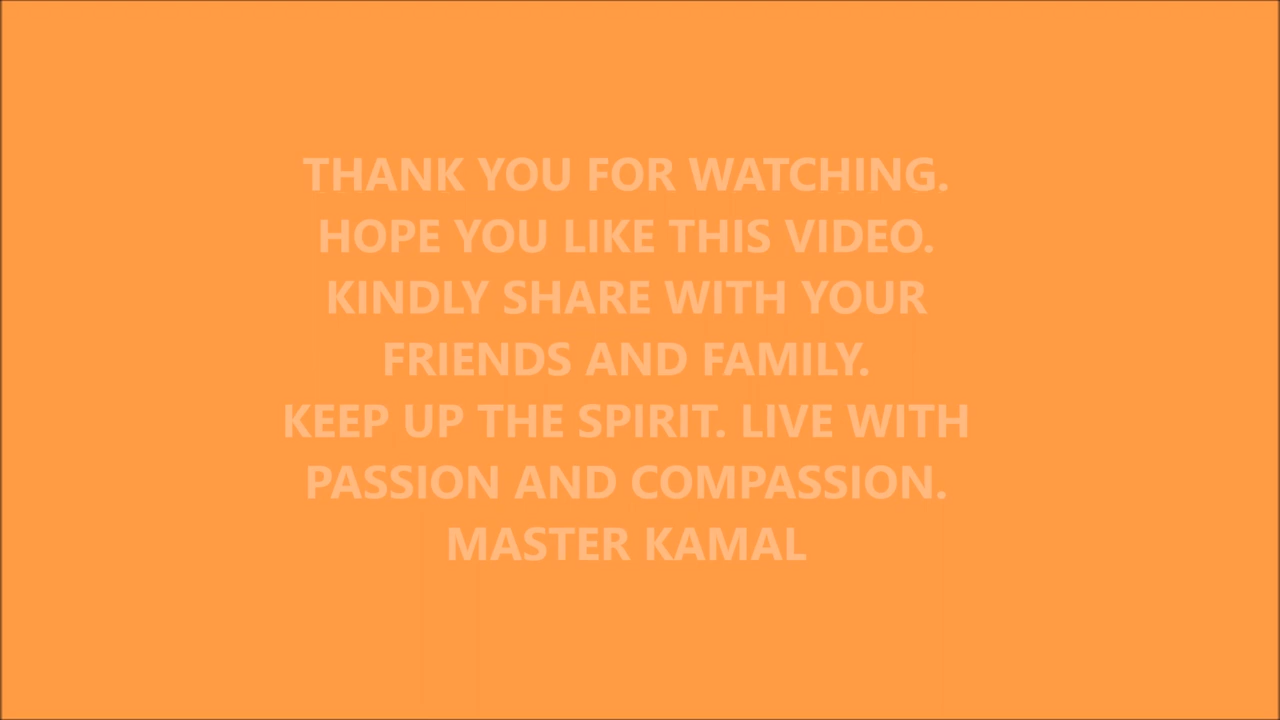 THANK YOU FOR WATCHING.
HOPE YOU LIKE THIS VIDEO.
KINDLY SHARE WITH YOUR
FRIENDS AND FAMILY.
KEEP UP THE SPIRIT. LIVE WITH
PASSION AND COMPASSION.
MASTER KAMAL